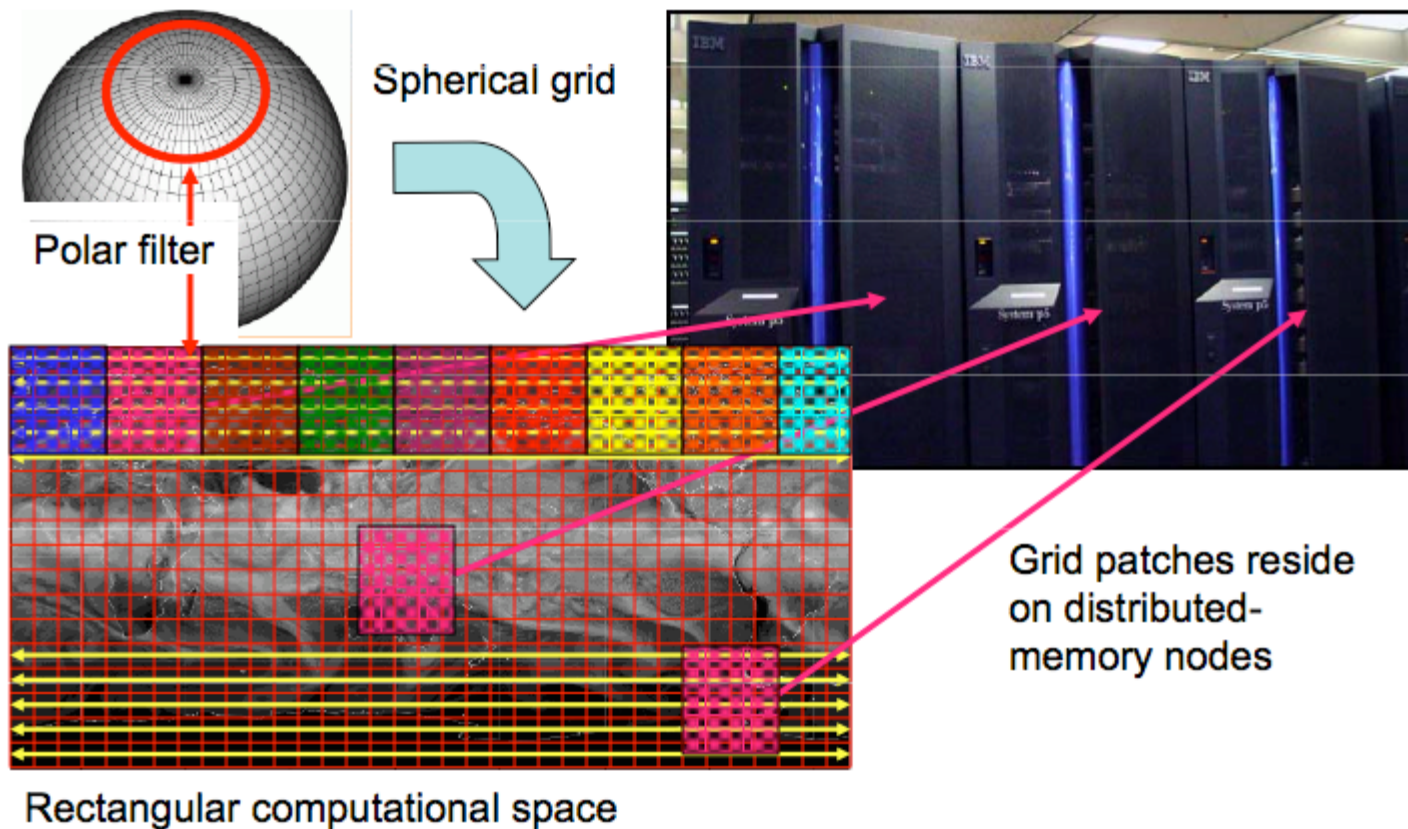 Spherical grid
Polar filter
IBM
IBM
IBM
System p5
System p5
System p5
Grid patches reside
on distributed-
memory nodes
Rectangular computational space